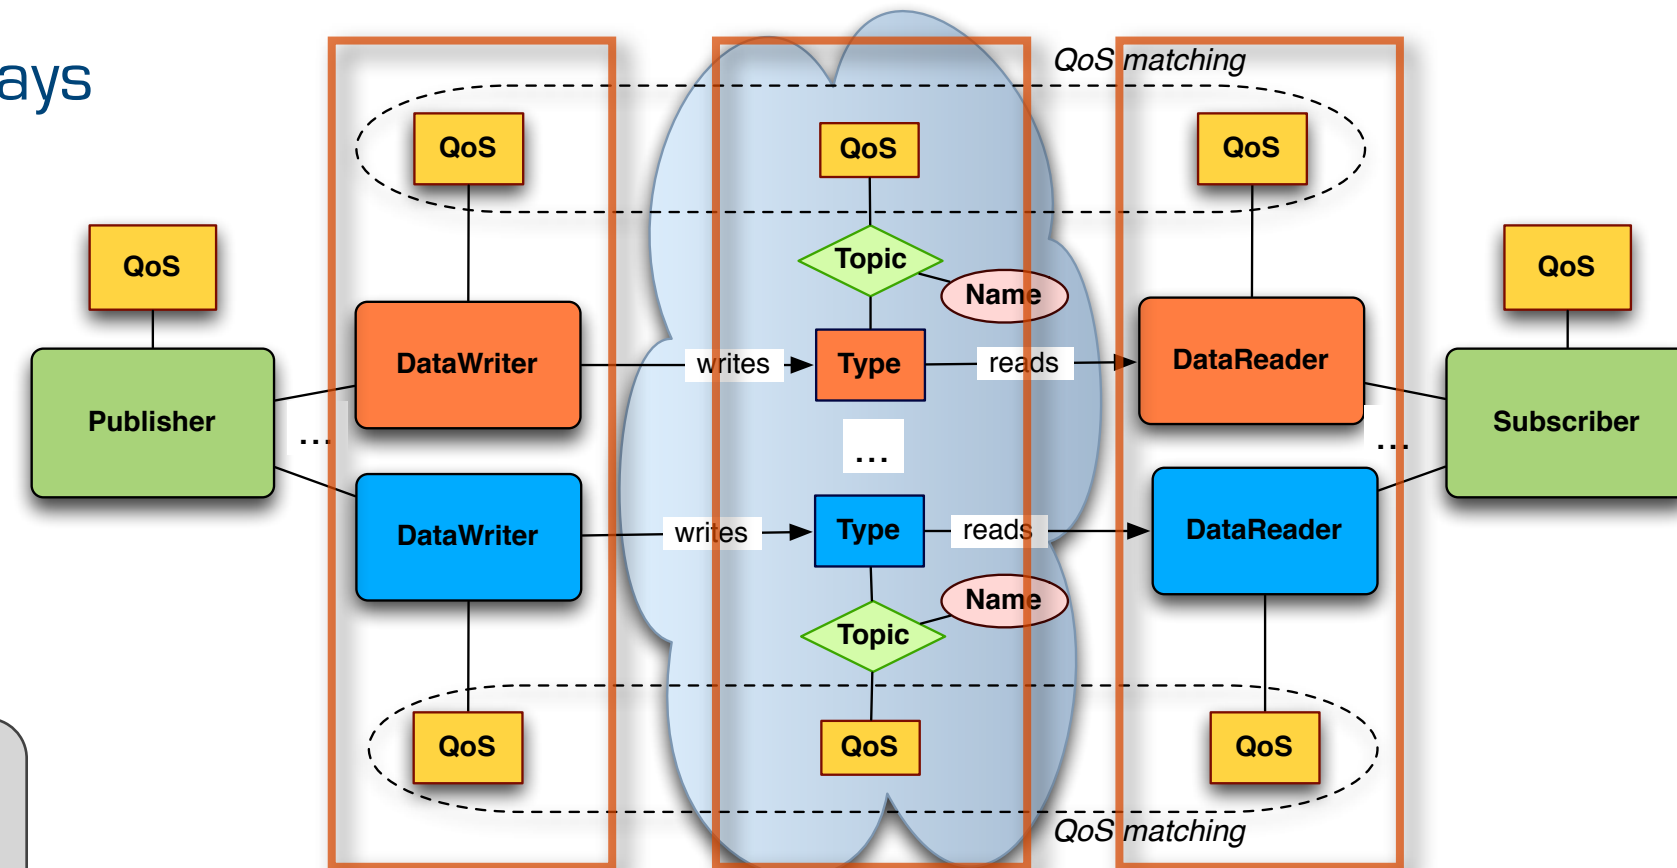 ays
QoS matching
QoS
QoS
QoS
QoS
QoS
Topic
Name
DataWriter
writes
Type
reads
DataReader
Publisher
...
...
...
Subscriber
DataWriter
writes
Type
reads
DataReader
Name
Topic
QoS
QoS
QoS
QoS matching